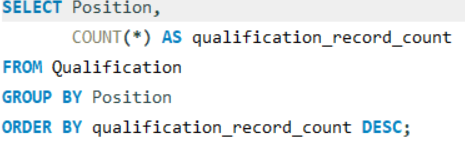 SELECT Position,
COUNT(*) AS qualification_record_count
FROM Qualification
GROUP BY Position
ORDER BY qualification_record_count DESC;